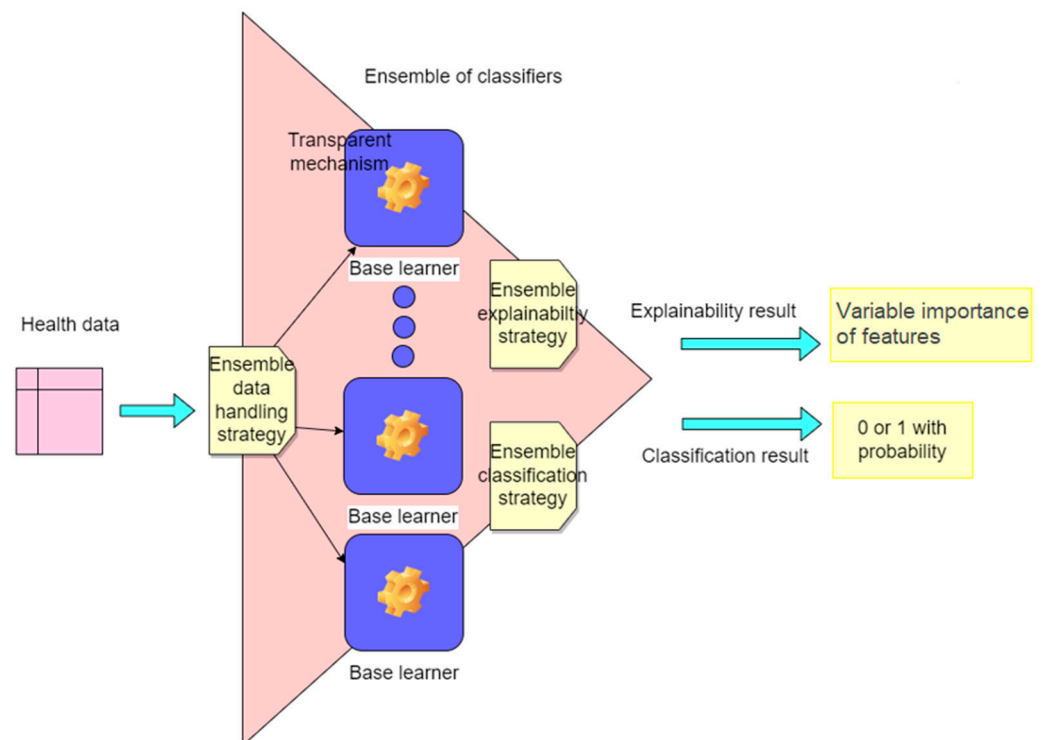 Ensemble of classifiers
Transparent
mechanism
Base learner
Health data
Ensemble
data
handling
strategy
Ensemble
explainabiltiy
strategy
Explainability result
Variable importance
of features
Base learner
Ensemble
classification
strategy
Classification result
0 or 1 with
probability
Base learner